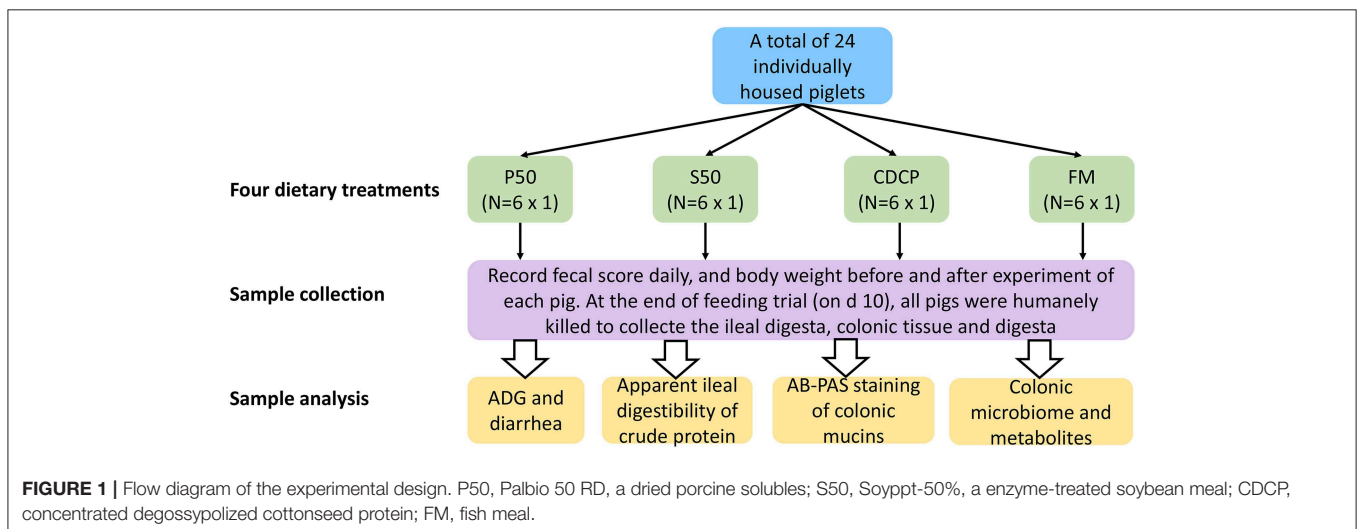 A total of 24
individually
housed piglets
Four dietary treatments
P50
(N=6 x 1)
S50
(N=6 x 1)
CDCP
(N=6 x 1)
FM
(N=6 x 1)
Sample collection
Record fecal score daily, and body weight before and after experiment of
each pig. At the end of feeding trial (on d 10), all pigs were humanely
killed to collecte the ileal digesta, colonic tissue and digesta
Sample analysis
ADG and
diarrhea
Apparent ileal
digestibility of
crude protein
AB-PAS staining
of colonic
mucins
Colonic
microbiome and
metabolites
FIGURE 1 | Flow diagram of the experimental design. P50, Palbio 50 RD, a dried porcine solubles; S50, Soyppt-50%, a enzyme-treated soybean meal; CDCP,
concentrated degossypolized cottonseed protein; FM, fish meal.